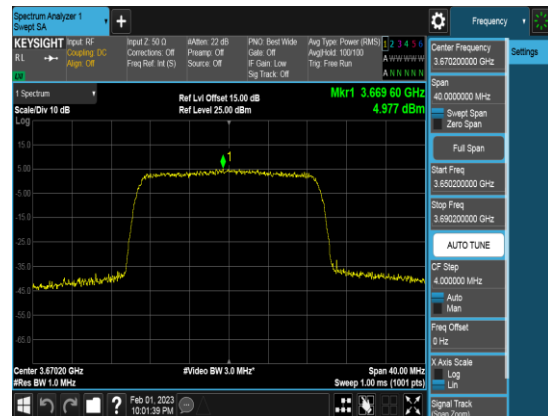 Spectrum Analyzer 1
Swept SA
+
Frequency
KEYSIGHT
RL
Input: RF
Coupling: DC
Align: Off
Input Z: 50 Ω
Corrections: Off
Freq Ref: Int (S)
#Atten: 22 dB
Preamp: Off
Source: Off
PNO: Best Wide
Gate: Off
IF Gain: Low
Sig Track: Off
Avg Type: Power (RMS)
Avg|Hold: 100/100
Trig: Free Run
1 2 3 4 5 6
A W W W W W
A N N N N N
1 Spectrum
Scale/Div 10 dB
Ref Lvl Offset 15.00 dB
Ref Level 25.00 dBm
Mkr1 3.669 60 GHz
4.977 dBm
Log
15.0
5.00
-5.00
-15.0
-25.0
-35.0
-45.0
-55.0
-65.0
1
Center 3.67020 GHz
#Res BW 1.0 MHz
#Video BW 3.0 MHz*
Span 40.00 MHz
Sweep 1.00 ms (1001 pts)
Feb 01, 2023
10:01:39 PM
Center Frequency
3.670200000 GHz
Span
40.0000000 MHz
Swept Span
Zero Span
Full Span
Start Freq
3.650200000 GHz
Stop Freq
3.690200000 GHz
AUTO TUNE
CF Step
4.000000 MHz
Auto
Man
Freq Offset
0 Hz
X Axis Scale
Log
Lin
Signal Track
(Span Zoom)
Settings